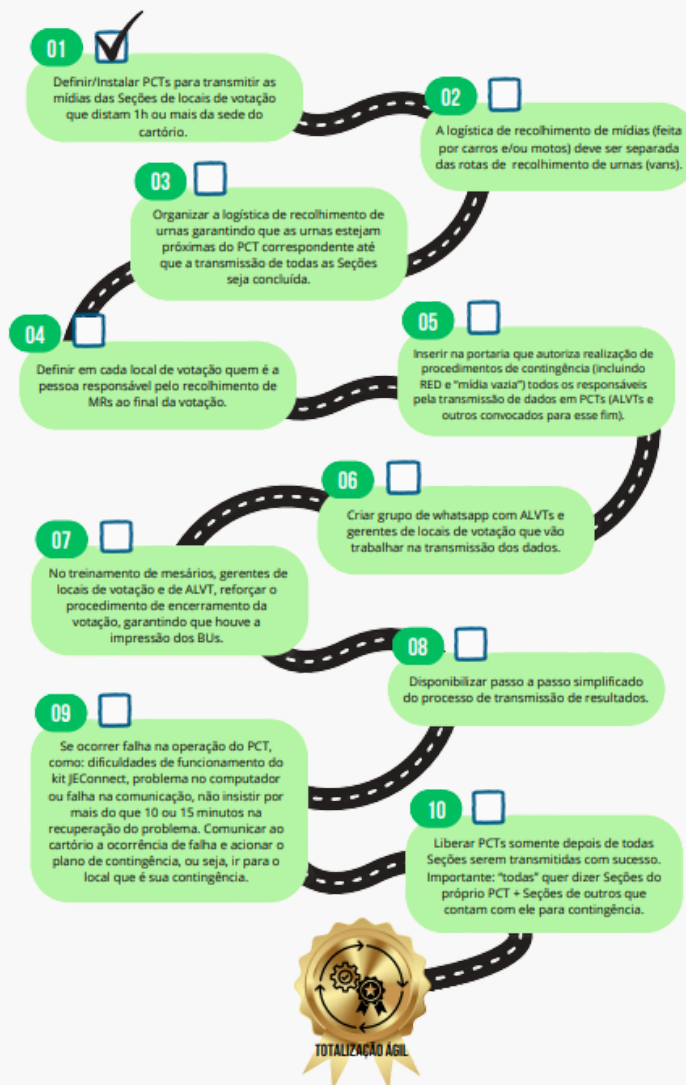 01
Definir/Instalar PCTs para transmitir as
mídias das Seções de locais de votação
que distam 1h ou mais da sede do
cartório.
02
A logística de recolhimento de mídias (feita
por carros e/ou motos) deve ser separada
das rotas de recolhimento de urnas (vans).
03
Organizar a logística de recolhimento de
urnas garantindo que as urnas estejam
próximas do PCT correspondente até
que a transmissão de todas as Seções
seja concluída.
04
Definir em cada local de votação quem é a
pessoa responsável pelo recolhimento de
MRs ao final da votação.
05
Inserir na portaria que autoriza realização de
procedimentos de contingência (incluindo
RED e “mídia vazia”) todos os responsáveis
pela transmissão de dados em PCTs (ALVTs e
outros convocados para esse fim).
06
Criar grupo de whatsapp com ALVTs e
gerentes de locais de votação que vão
trabalhar na transmissão dos dados.
07
No treinamento de mesários, gerentes de
locais de votação e de ALVT, reforçar o
procedimento de encerramento da
votação, garantindo que houve a
impressão dos BUs.
08
Disponibilizar passo a passo simplificado
do processo de transmissão de resultados.
09
Se ocorrer falha na operação do PCT,
como: dificuldades de funcionamento do
kit JEConnect, problema no computador
ou falha na comunicação, não insistir por
mais do que 10 ou 15 minutos na
recuperação do problema. Comunicar ao
cartório a ocorrência de falha e acionar o
plano de contingência, ou seja, ir para o
local que é sua contingência.
10
Liberar PCTs somente depois de todas
Seções serem transmitidas com sucesso.
Importante: “todas” quer dizer Seções do
próprio PCT + Seções de outros que
contam com ele para contingência.
TOTALIZAÇÃO ÁGIL